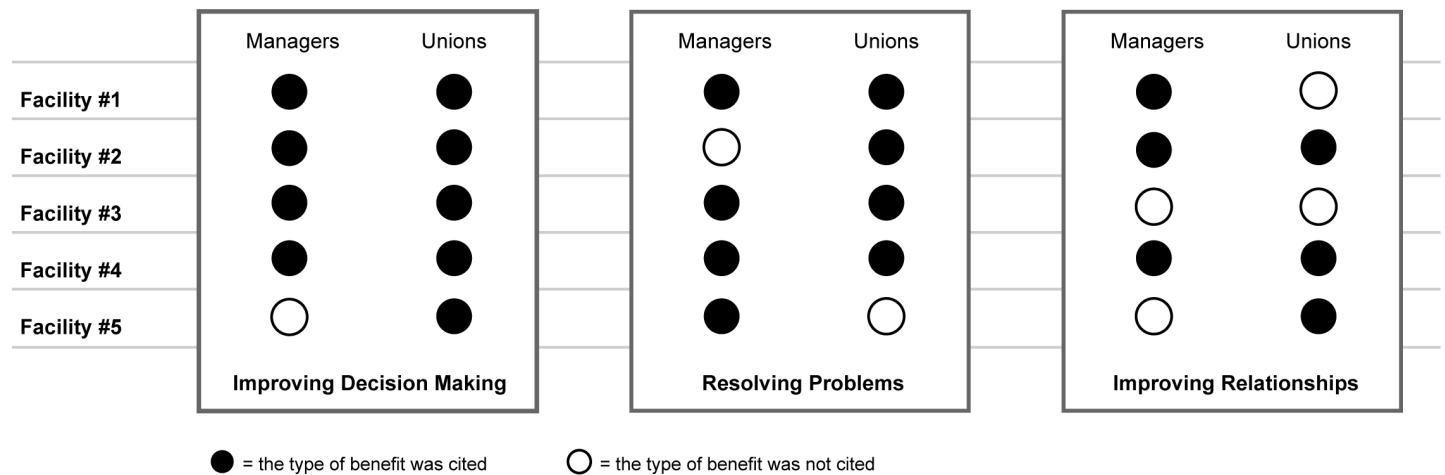 Managers Unions Managers Unions Managers Unions
Facility #1
Facility #2
Facility #3
Facility #4
Facility #5
Improving Decision Making Resolving Problems Improving Relationships
= the type of benefit was cited = the type of benefit was not cited